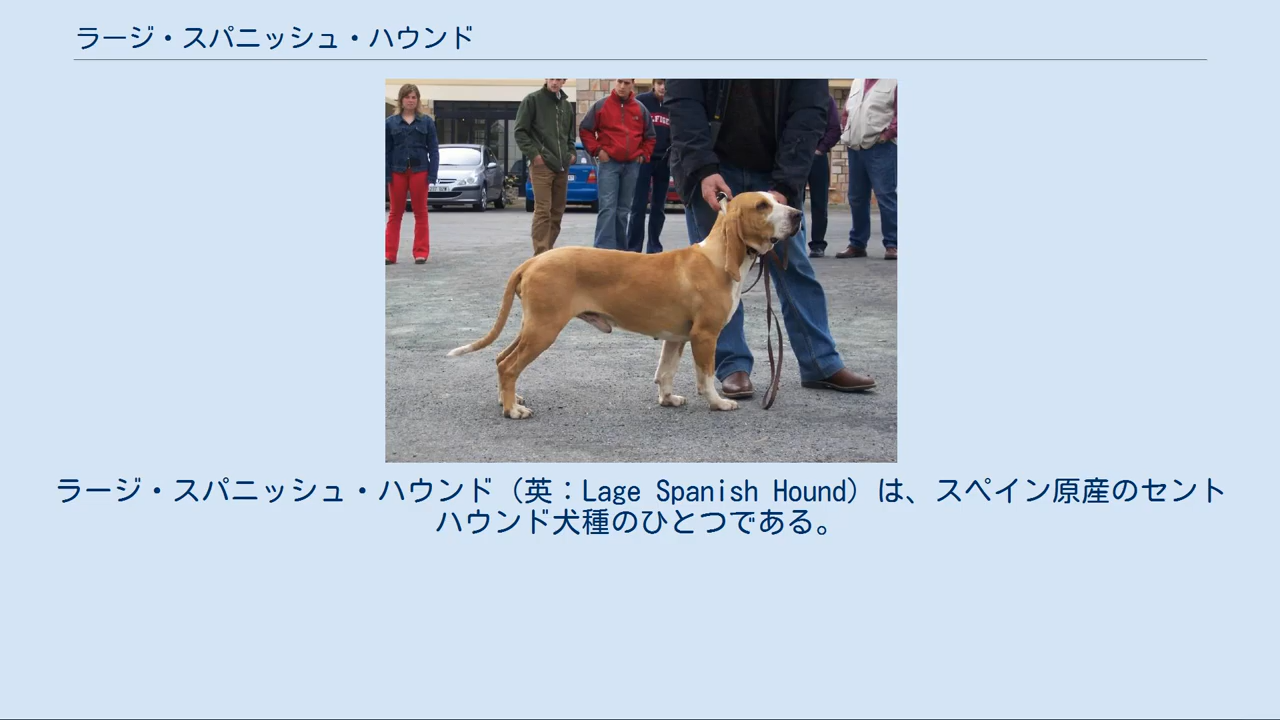 ラージ・スパニッシュ・ハウンド
ラージ・スパニッシュ・ハウンド（英：Lage Spanish Hound）は、スペイン原産のセント
ハウンド犬種のひとつである。